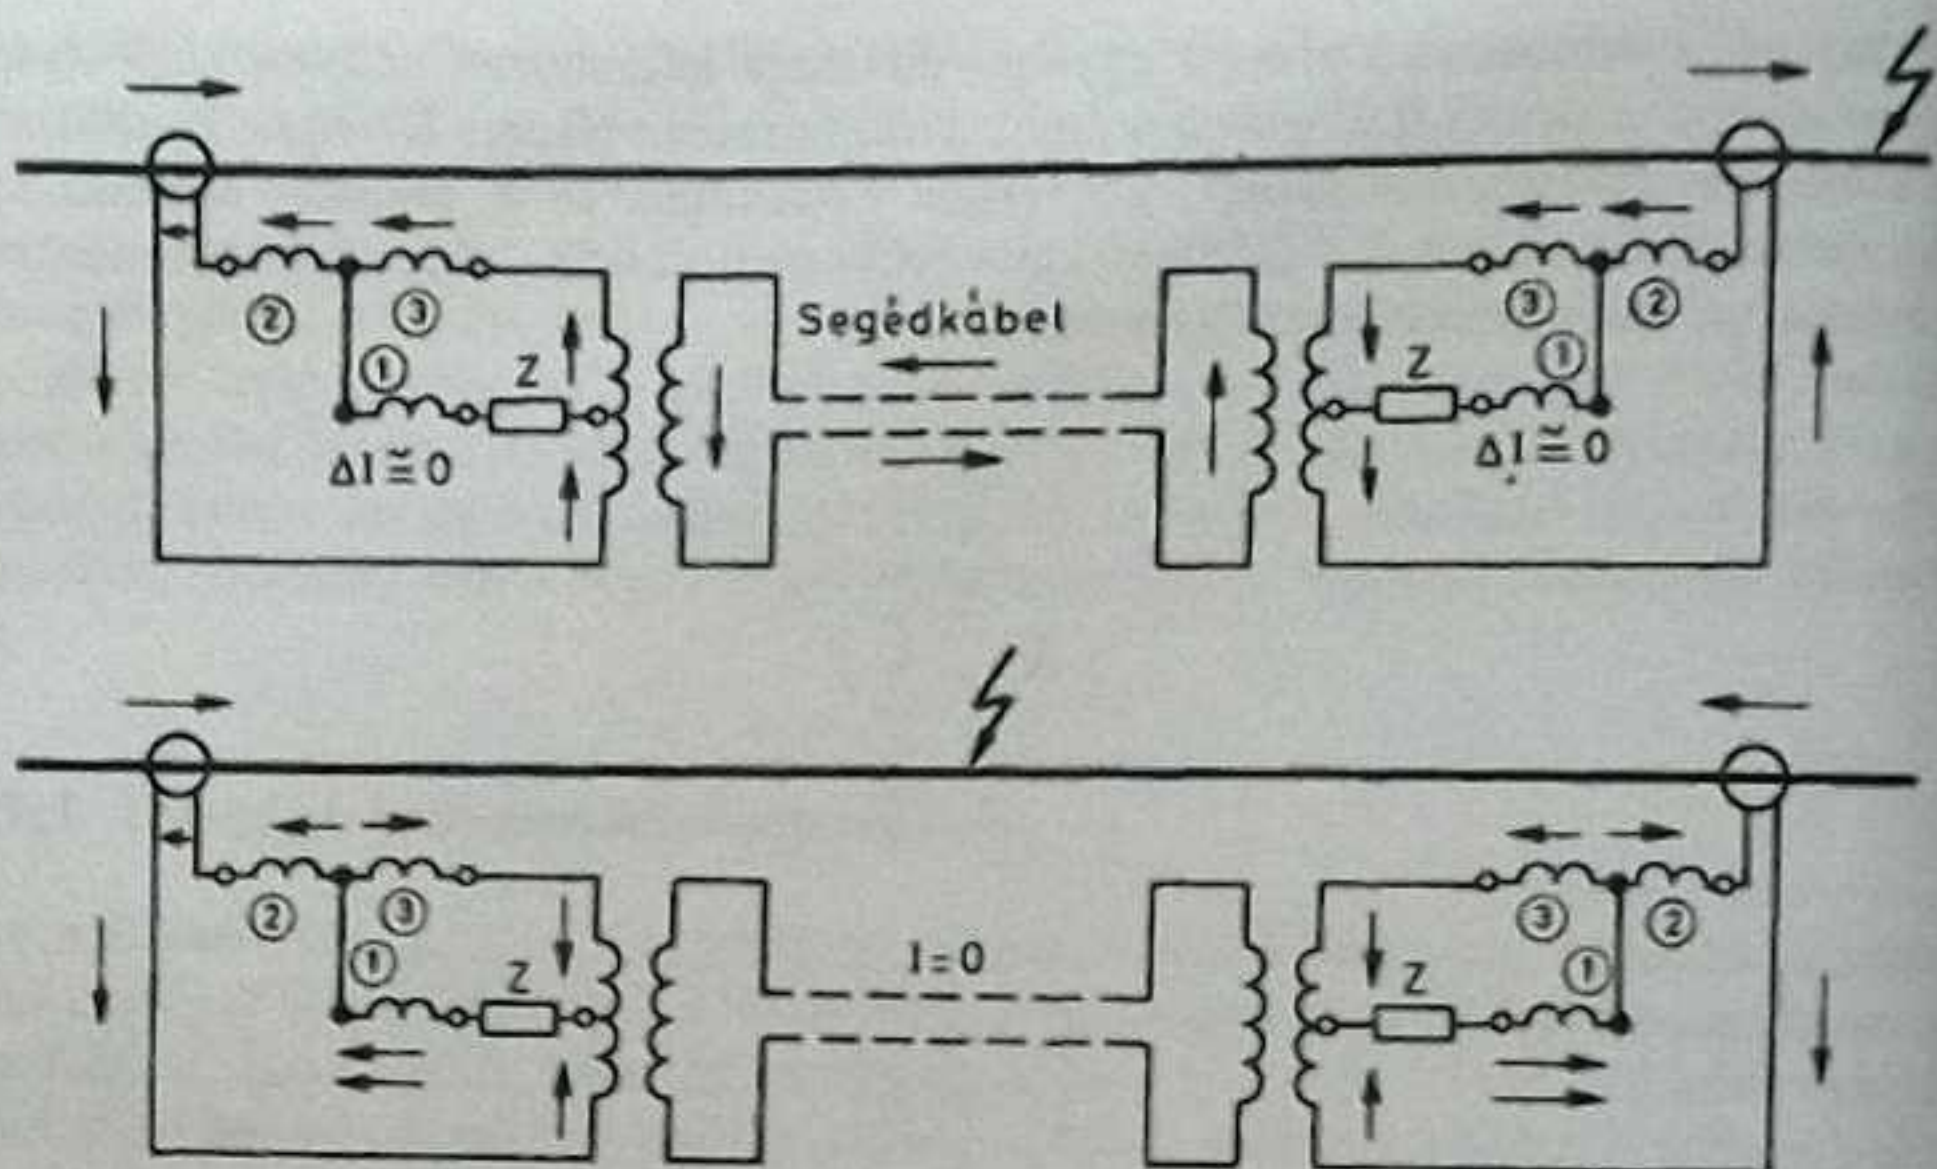 ② ③ Segédkábel ③ ②
① Z Z ①
ΔI≅0 ΔI≅0
② ③ I=0 ③ ②
① Z Z ①